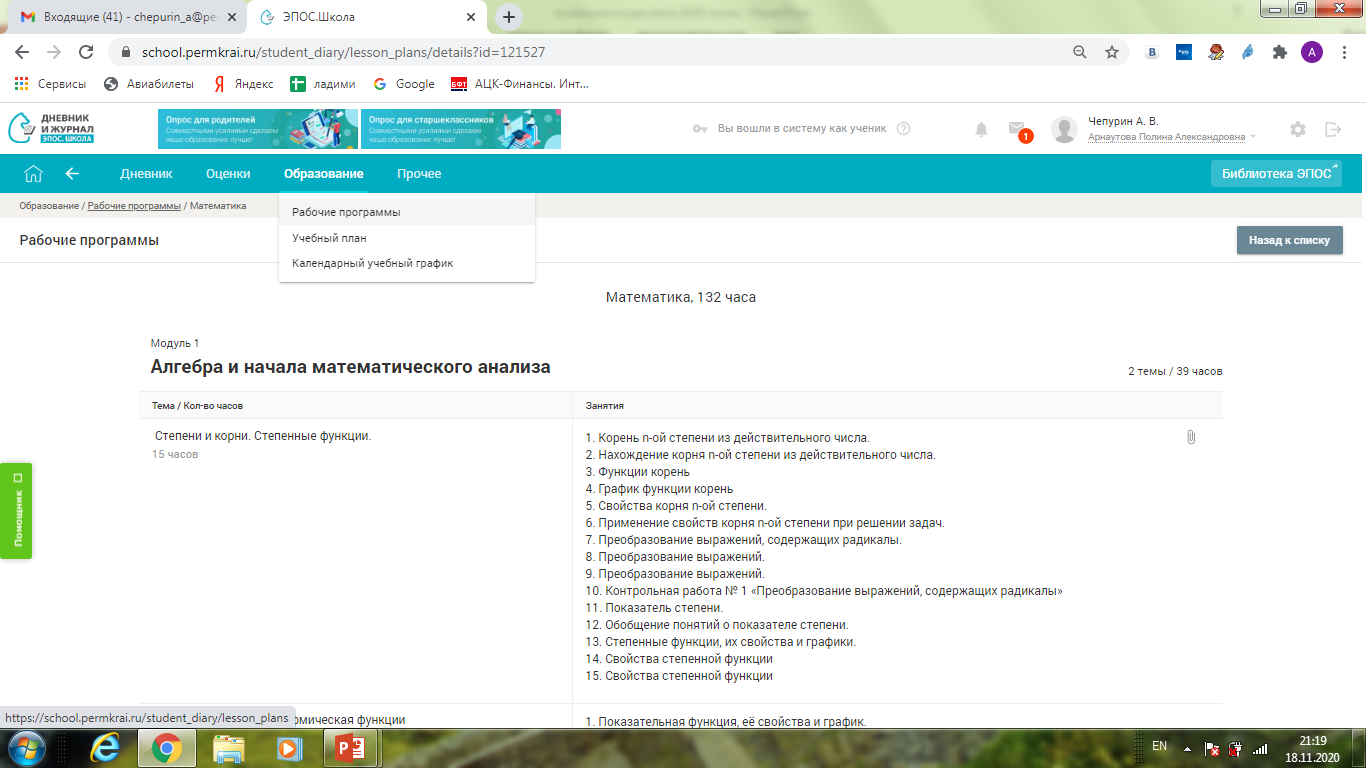 Входящие (41) - chepurin_a@per
ЭПОС.Школа
school.permkrai.ru/student_diary/lesson_plans/details?id=121527
Сервисы
Авиабилеты
Яндекс
ладими
Google
АЦК-Финансы. Инт...
ДНЕВНИК
И ЖУРНАЛ
ЭПОС. ШКОЛА
Опрос для родителей
Совместными усилиями сделаем
наше образование лучше!
Опрос для старшеклассников
Совместными усилиями сделаем
наше образование лучше!
Вы вошли в систему как ученик
1
Чепурин А. В.
Арнаутова Полина Александровна
Дневник
Оценки
Образование
Прочее
Библиотека ЭПОС
Образование / Рабочие программы / Математика
Рабочие программы
Учебный план
Календарный учебный график
Рабочие программы
Назад к списку
Математика, 132 часа
Модуль 1
Алгебра и начала математического анализа
2 темы / 39 часов
Тема / Кол-во часов
Занятия
Степени и корни. Степенные функции.
15 часов
1. Корень n-ой степени из действительного числа.
2. Нахождение корня n-ой степени из действительного числа.
3. Функции корень
4. График функции корень
5. Свойства корня n-ой степени.
6. Применение свойств корня n-ой степени при решении задач.
7. Преобразование выражений, содержащих радикалы.
8. Преобразование выражений.
9. Преобразование выражений.
10. Контрольная работа № 1 «Преобразование выражений, содержащих радикалы»
11. Показатель степени.
12. Обобщение понятий о показателе степени.
13. Степенные функции, их свойства и графики.
14. Свойства степенной функции
15. Свойства степенной функции
Помощник
https://school.permkrai.ru/student_diary/lesson_plans
омическая функции
1. Показательная функция, её свойства и график.
EN
21:19
18.11.2020